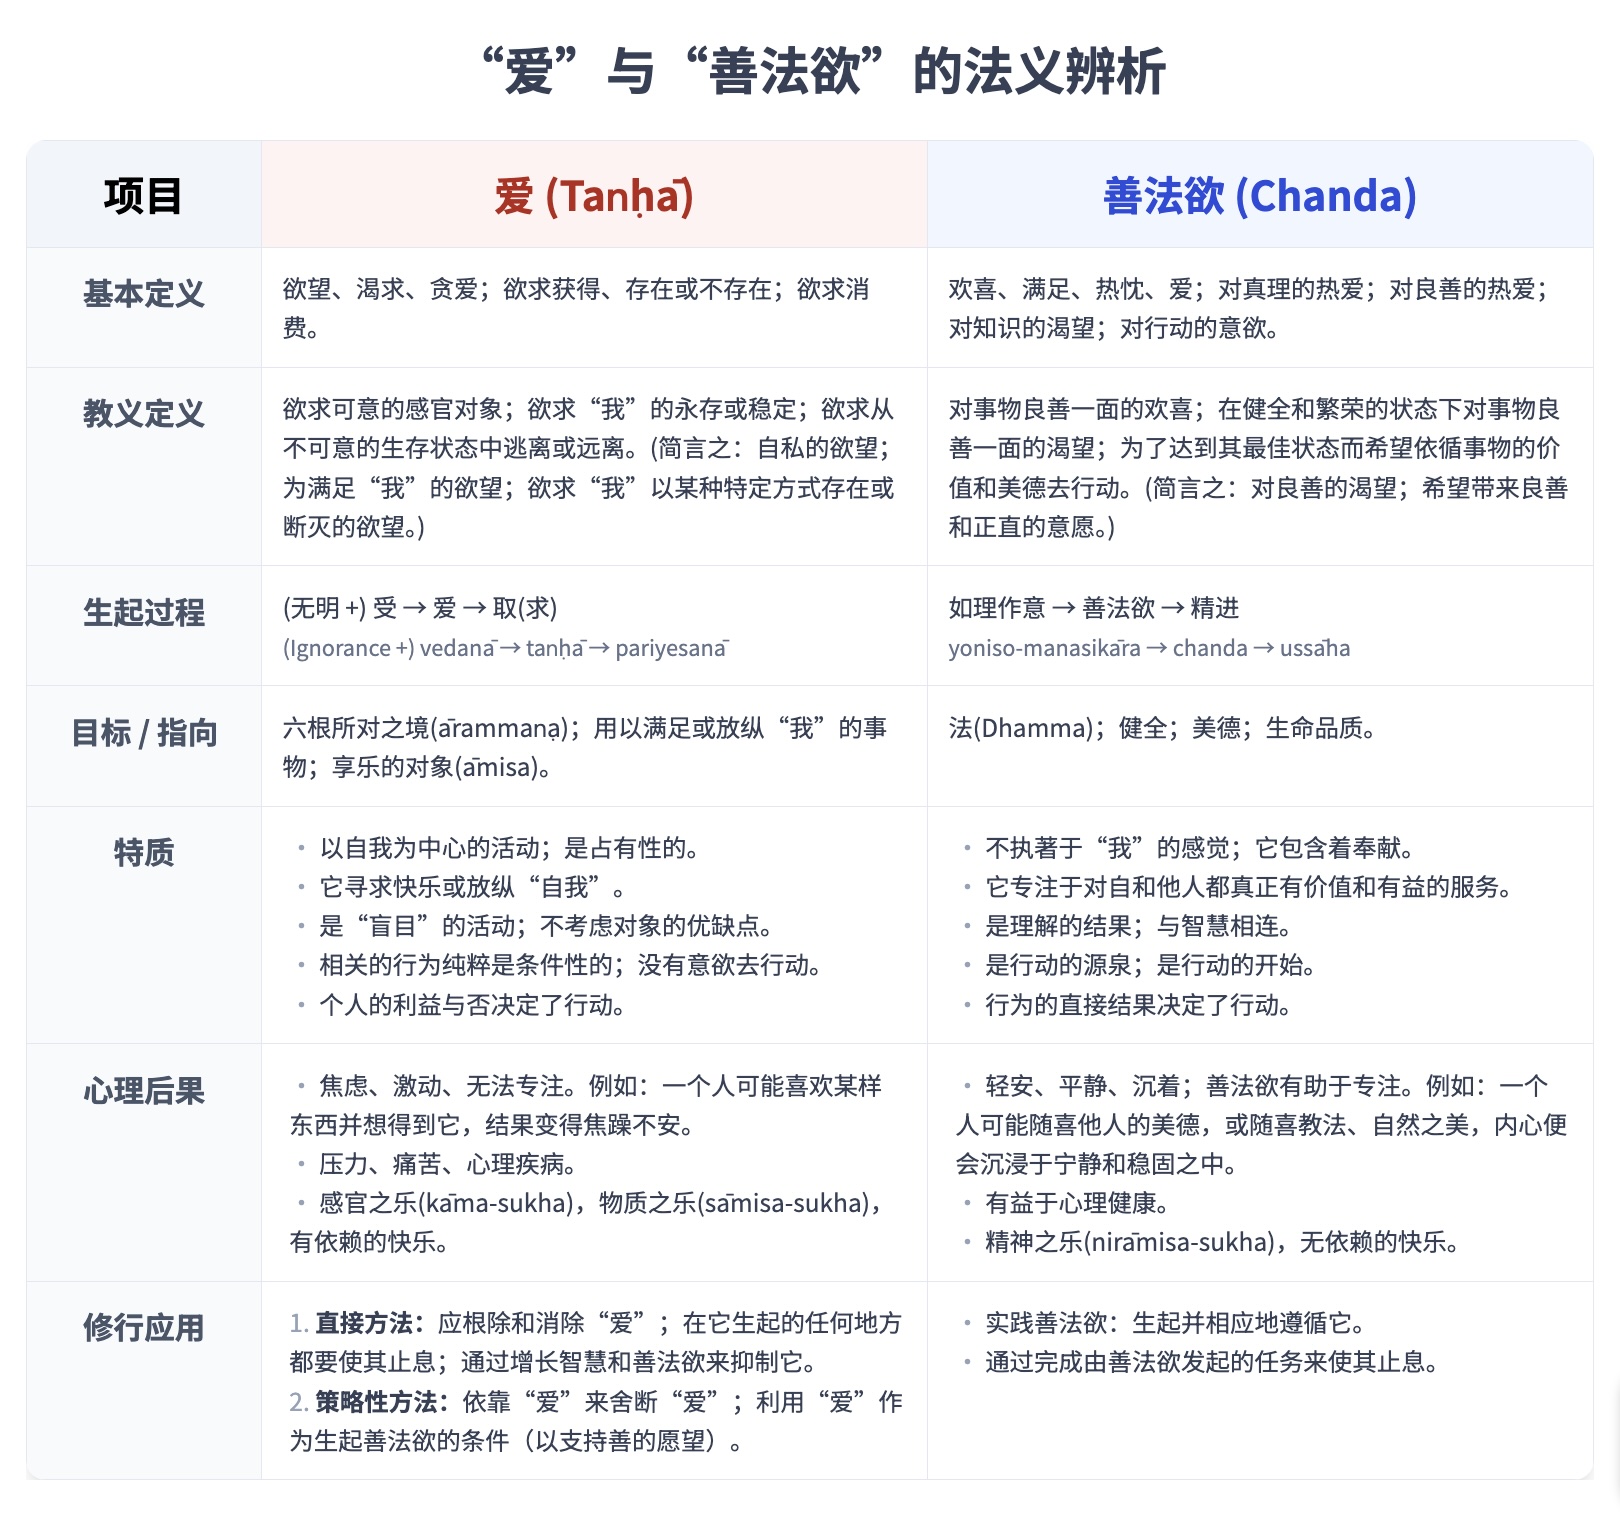 “爱”与“善法欲”的法义辨析
项目
爱 (Taṇhā)
善法欲 (Chanda)
基本定义
欲望、渴求、贪爱；欲求获得、存在或不存在；欲求消
费。
欢喜、满足、热忱、爱；对真理的热爱；对良善的热爱；
对知识的渴望；对行动的意欲。
教义定义
欲求可意的感官对象；欲求“我”的永存或稳定；欲求从
不可意的生存状态中逃离或远离。(简言之：自私的欲望；
为满足“我”的欲望；欲求“我”以某种特定方式存在或
断灭的欲望。)
对事物良善一面的欢喜；在健全和繁荣的状态下对事物良
善一面的渴望；为了达到其最佳状态而希望依循事物的价
值和美德去行动。(简言之：对良善的渴望；希望带来良善
和正直的意愿。)
生起过程
(无明 +) 受 → 爱 → 取(求)
(Ignorance +) vedanā → taṇhā → pariyesanā
如理作意 → 善法欲 → 精进
yoniso-manasikāra → chanda → ussāha
目标 / 指向
六根所对之境(ārammaṇa)；用以满足或放纵“我”的事
物；享乐的对象(āmisa)。
法(Dhamma)；健全；美德；生命品质。
特质
• 以自我为中心的活动；是占有性的。
• 它寻求快乐或放纵“自我”。
• 是“盲目”的活动；不考虑对象的优缺点。
• 相关的行为纯粹是条件性的；没有意欲去行动。
• 个人的利益与否决定了行动。
• 不执著于“我”的感觉；它包含着奉献。
• 它专注于对自和他人都真正有价值和有益的服务。
• 是理解的结果；与智慧相连。
• 是行动的源泉；是行动的开始。
• 行为的直接结果决定了行动。
心理后果
• 焦虑、激动、无法专注。例如：一个人可能喜欢某样
东西并想得到它，结果变得焦躁不安。
• 压力、痛苦、心理疾病。
• 感官之乐(kāma-sukha)，物质之乐(sāmisa-sukha)，
有依赖的快乐。
• 轻安、平静、沉着；善法欲有助于专注。例如：一个
人可能随喜他人的美德，或随喜教法、自然之美，内心便
会沉浸于宁静和稳固之中。
• 有益于心理健康。
• 精神之乐(nirāmisa-sukha)，无依赖的快乐。
修行应用
1. 直接方法：应根除和消除“爱”；在它生起的任何地方
都要使其止息；通过增长智慧和善法欲来抑制它。
2. 策略性方法：依靠“爱”来舍断“爱”；利用“爱”作
为生起善法欲的条件（以支持善的愿望）。
• 实践善法欲：生起并相应地遵循它。
• 通过完成由善法欲发起的任务来使其止息。